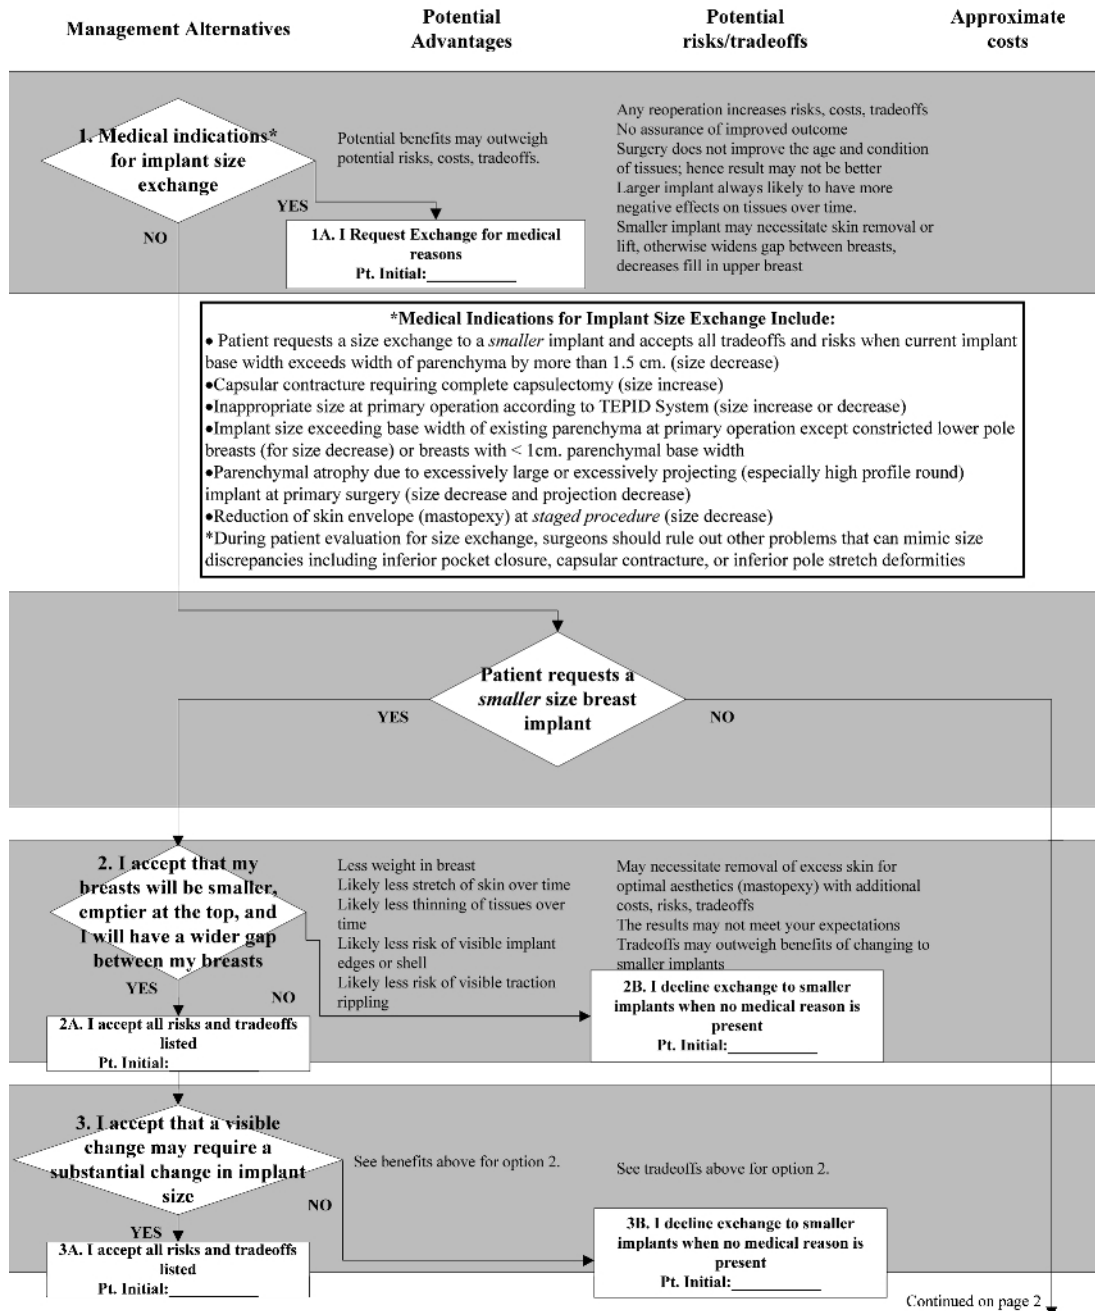 Management Alternatives
Potential
Advantages
Potential
risks/tradeoffs
Approximate
costs
1. Medical indications*
for implant size
exchange
Potential benefits may outweigh
potential risks, costs, tradeoffs.
Any reoperation increases risks, costs, tradeoffs
No assurance of improved outcome
Surgery does not improve the age and condition
of tissues; hence result may not be better
Larger implant always likely to have more
negative effects on tissues over time.
Smaller implant may necessitate skin removal or
lift, otherwise widens gap between breasts,
decreases fill in upper breast
YES
NO
1A. I Request Exchange for medical
reasons
Pt. Initial:___________
*Medical Indications for Implant Size Exchange Include:
• Patient requests a size exchange to a smaller implant and accepts all tradeoffs and risks when current implant
base width exceeds width of parenchyma by more than 1.5 cm. (size decrease)
•Capsular contracture requiring complete capsulectomy (size increase)
•Inappropriate size at primary operation according to TEPID System (size increase or decrease)
•Implant size exceeding base width of existing parenchyma at primary operation except constricted lower pole
breasts (for size decrease) or breasts with < 1cm. parenchymal base width
•Parenchymal atrophy due to excessively large or excessively projecting (especially high profile round)
implant at primary surgery (size decrease and projection decrease)
•Reduction of skin envelope (mastopexy) at staged procedure (size decrease)
*During patient evaluation for size exchange, surgeons should rule out other problems that can mimic size
discrepancies including inferior pocket closure, capsular contracture, or inferior pole stretch deformities
Patient requests a
smaller size breast
implant
YES
NO
2. I accept that my
breasts will be smaller,
emptier at the top, and
I will have a wider gap
between my breasts
Less weight in breast
Likely less stretch of skin over time
Likely less thinning of tissues over
time
Likely less risk of visible implant
edges or shell
Likely less risk of visible traction
rippling
May necessitate removal of excess skin for
optimal aesthetics (mastopexy) with additional
costs, risks, tradeoffs
The results may not meet your expectations
Tradeoffs may outweigh benefits of changing to
smaller implants
YES
NO
2A. I accept all risks and tradeoffs
listed
Pt. Initial:___________
2B. I decline exchange to smaller
implants when no medical reason is
present
Pt. Initial:___________
3. I accept that a visible
change may require a
substantial change in implant
size
See benefits above for option 2.
See tradeoffs above for option 2.
NO
YES
3A. I accept all risks and tradeoffs
listed
Pt. Initial:___________
3B. I decline exchange to smaller
implants when no medical reason is
present
Pt. Initial:___________
Continued on page 2